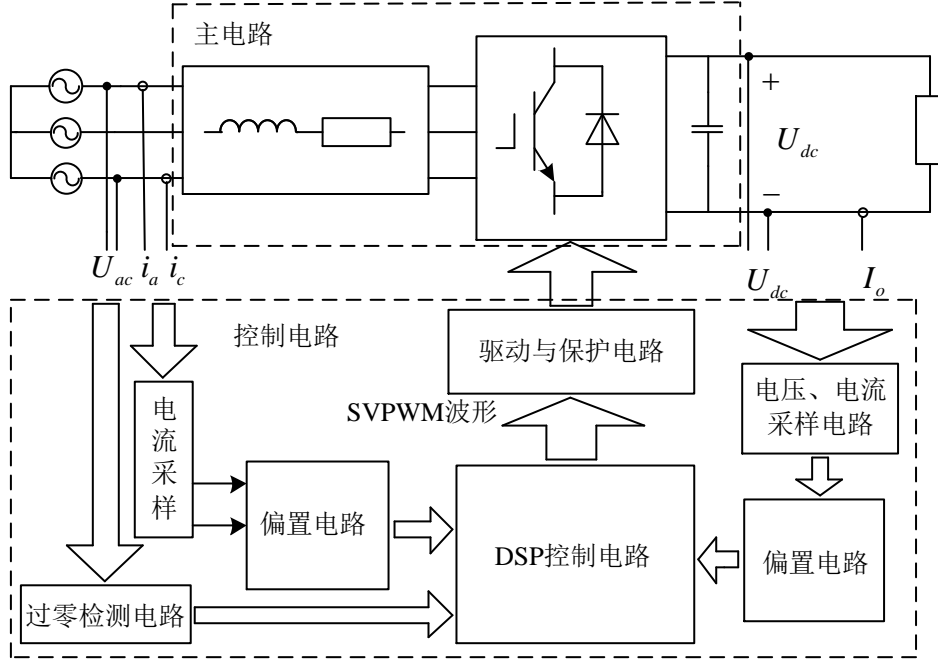 主电路
+
U_dc
−
U_ac i_a i_c
U_dc I_o
控制电路
驱动与保护电路
电压、电流
采样电路
电
流
采
样
SVPWM波形
偏置电路
DSP控制电路
偏置电路
过零检测电路